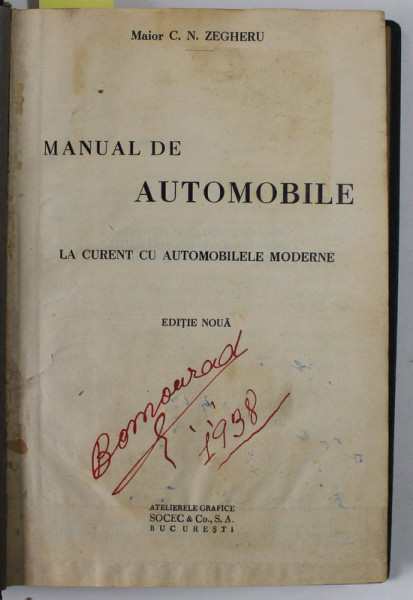 Maior C. N. ZEGHERU
MANUAL DE
AUTOMOBILE
LA CURENT CU AUTOMOBILELE MODERNE
EDIȚIE NOUĂ
1938
ATELIERELE GRAFICE
SOCEC & Co., S. A.
BUCUREȘTI